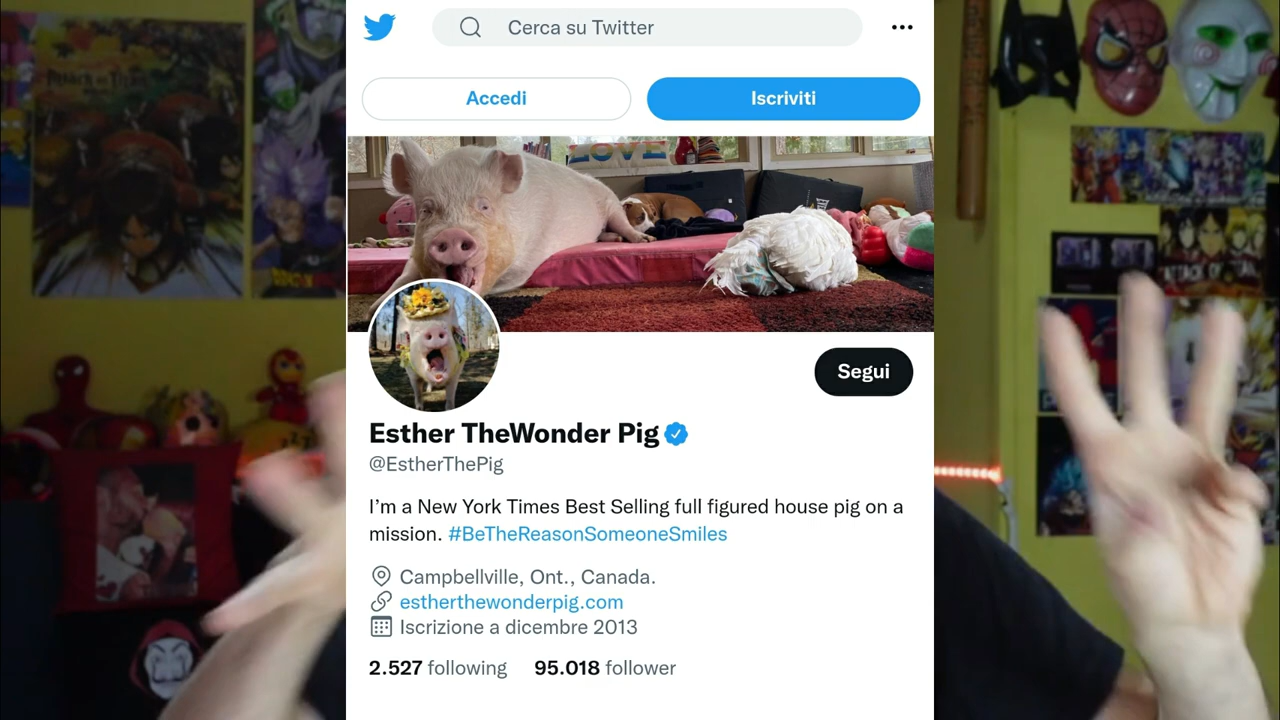 Cerca su Twitter
Accedi
Iscriviti
LOVE
Segui
Esther TheWonder Pig
@EstherThePig
I'm a New York Times Best Selling full figured house pig on a
mission. #BeTheReasonSomeoneSmiles
Campbellville, Ont., Canada.
estherthewonderpig.com
Iscrizione a dicembre 2013
2.527 following 95.018 follower